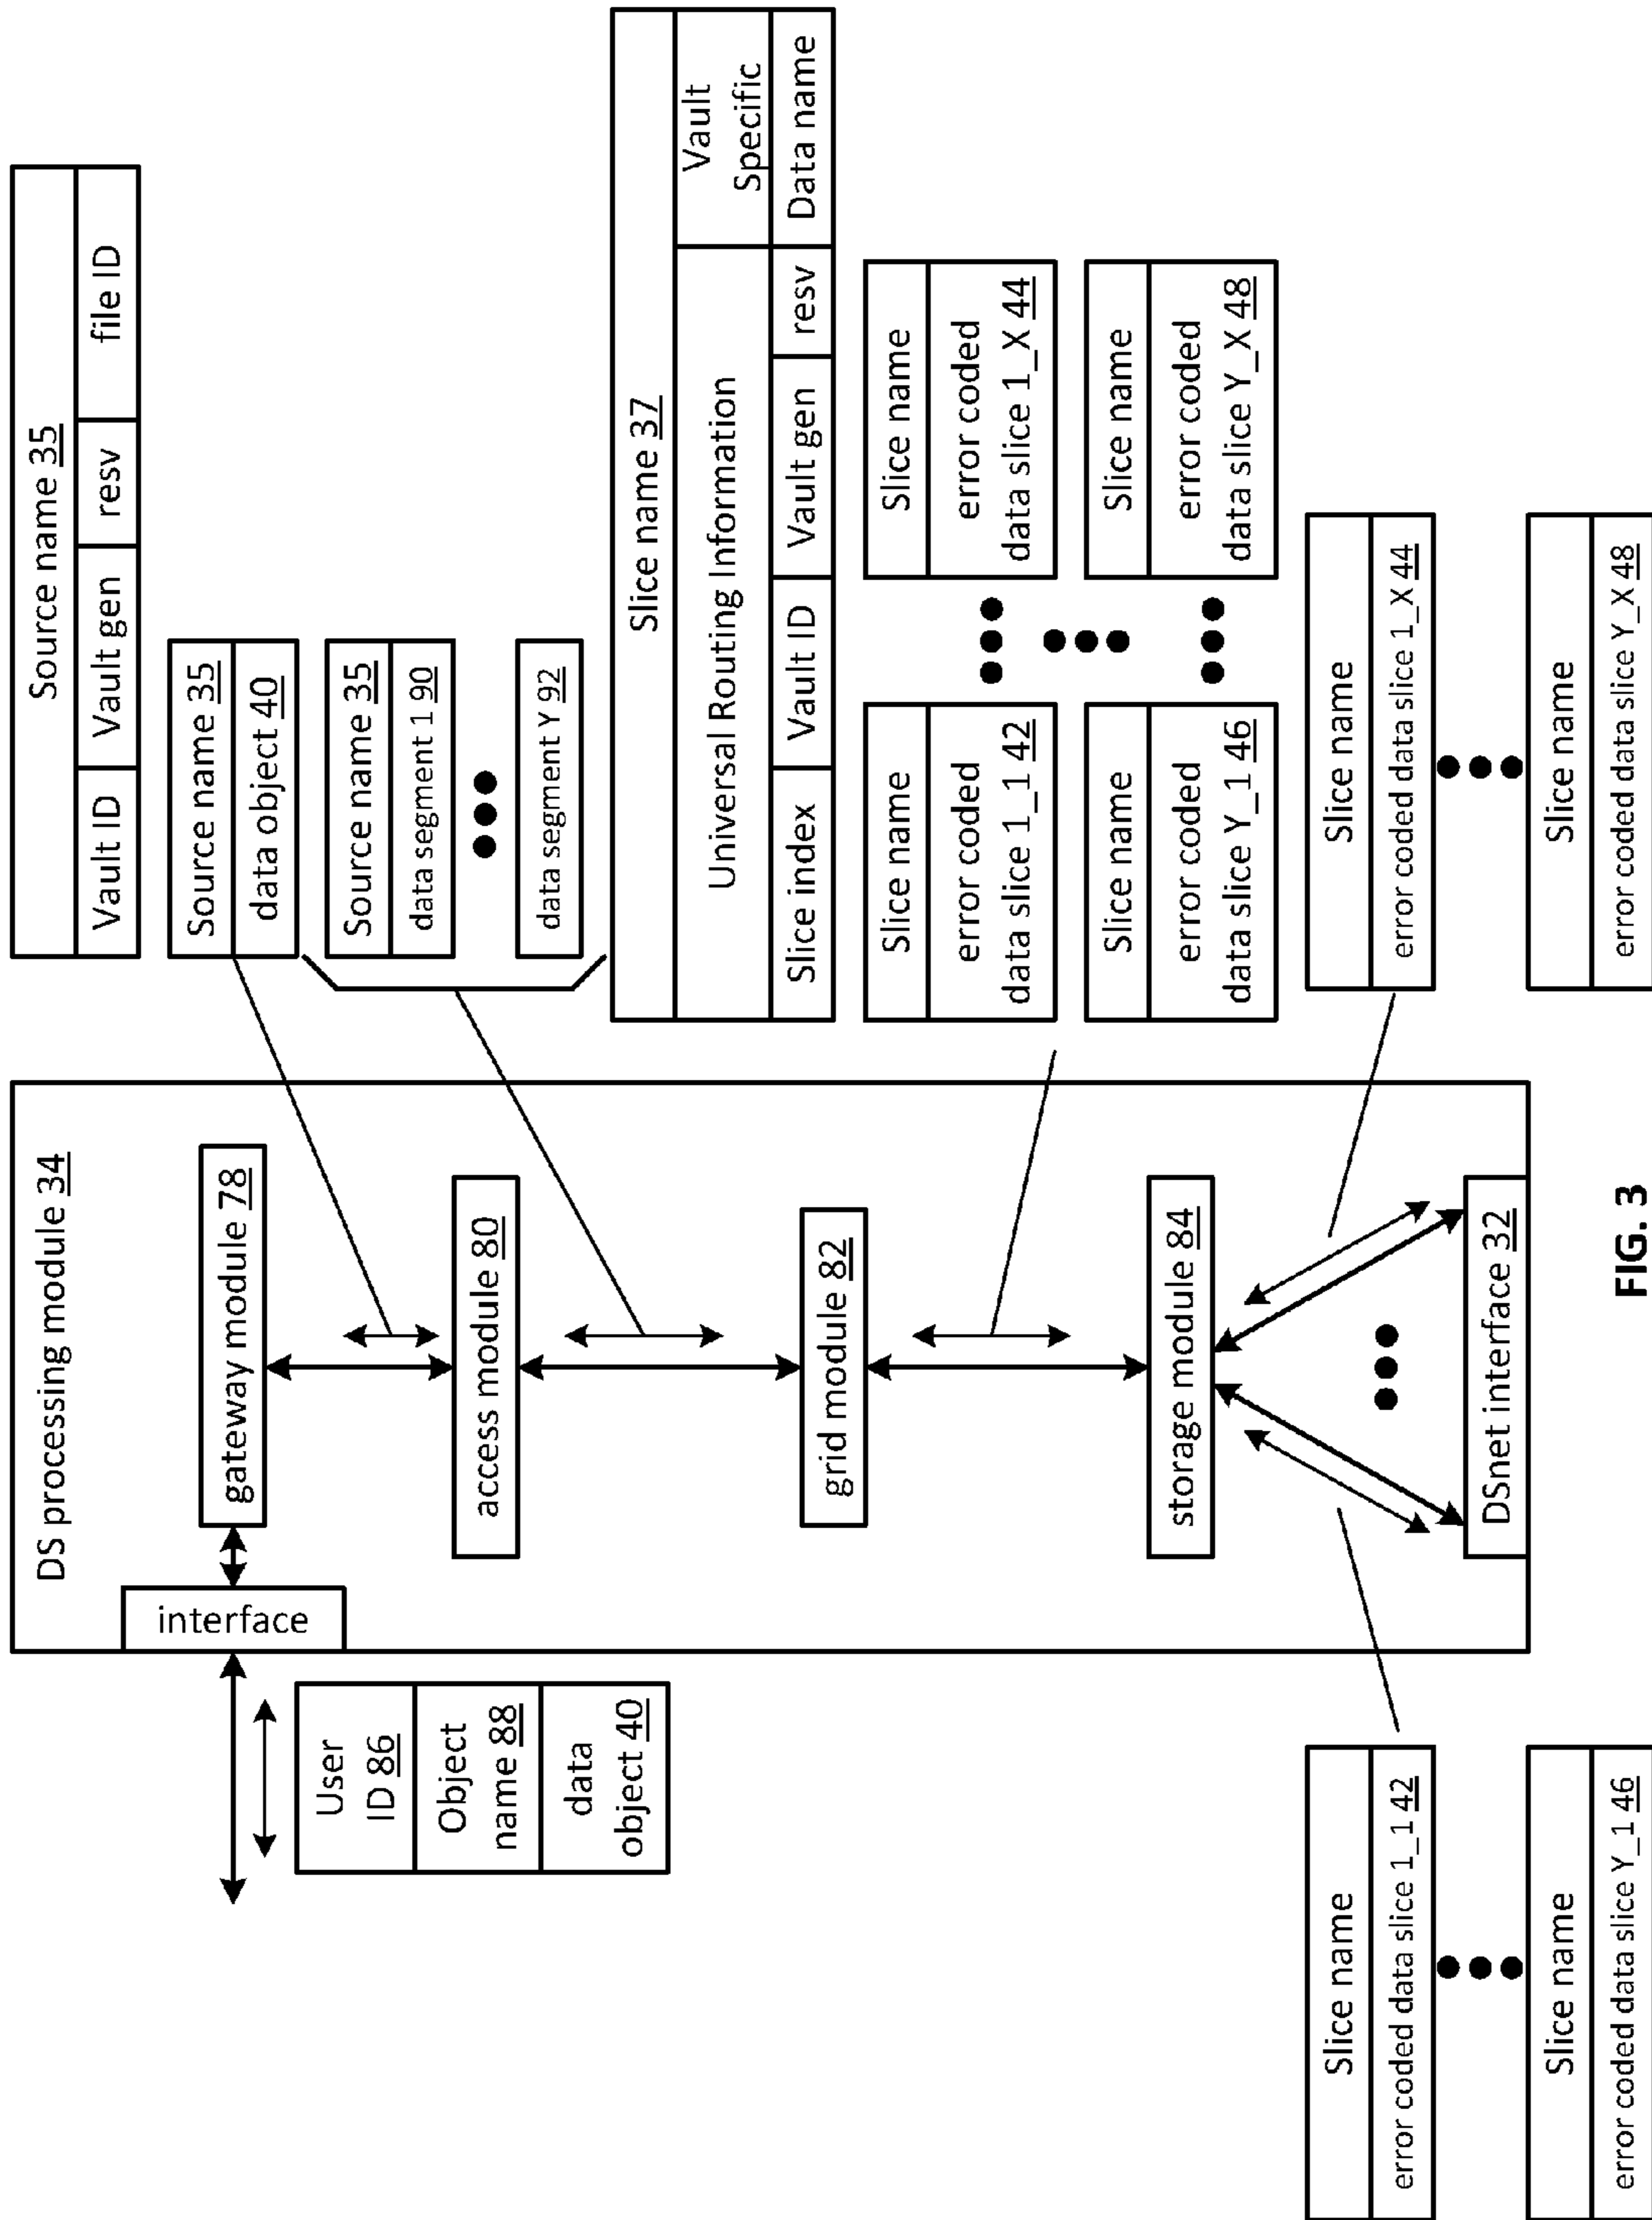 DS processing module 34
interface
gateway module 78
access module 80
grid module 82
storage module 84
DSnet interface 32
User
ID 86
Object
name 88
data
object 40
Source name 35
Vault ID
Vault gen
resv
file ID
Source name 35
data object 40
Source name 35
data segment 1 90
data segment Y 92
Slice name 37
Universal Routing Information
Vault
Specific
Slice index
Vault ID
Vault gen
resv
Data name
Slice name
error coded
data slice 1_1 42
Slice name
error coded
data slice 1_X 44
Slice name
error coded
data slice Y_1 46
Slice name
error coded
data slice Y_X 48
Slice name
error coded data slice 1_1 42
Slice name
error coded data slice Y_1 46
Slice name
error coded data slice 1_X 44
Slice name
error coded data slice Y_X 48
FIG. 3